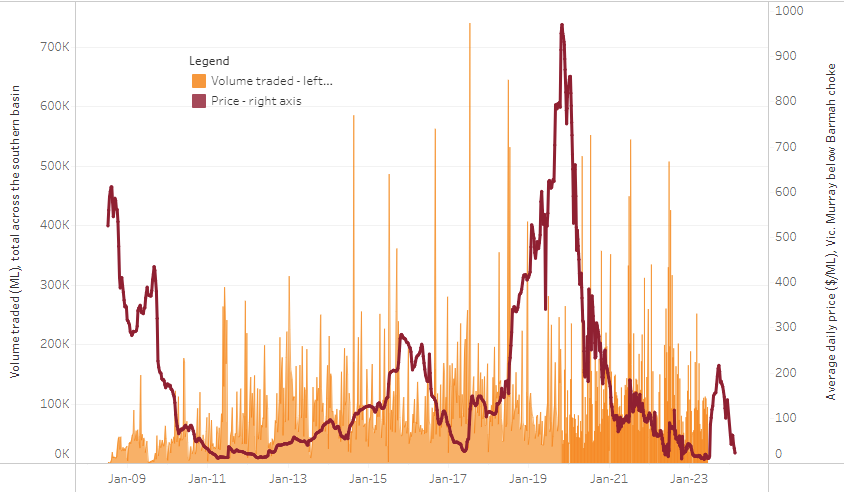 Volume traded (ML), total across the southern basin
700K
600K
500K
400K
300K
200K
100K
0K
Legend
Volume traded - left...
Price - right axis
1000
900
800
700
600
500
400
300
200
100
0
Average daily price ($/ML), Vic. Murray below Barmah choke
Jan-09
Jan-11
Jan-13
Jan-15
Jan-17
Jan-19
Jan-21
Jan-23